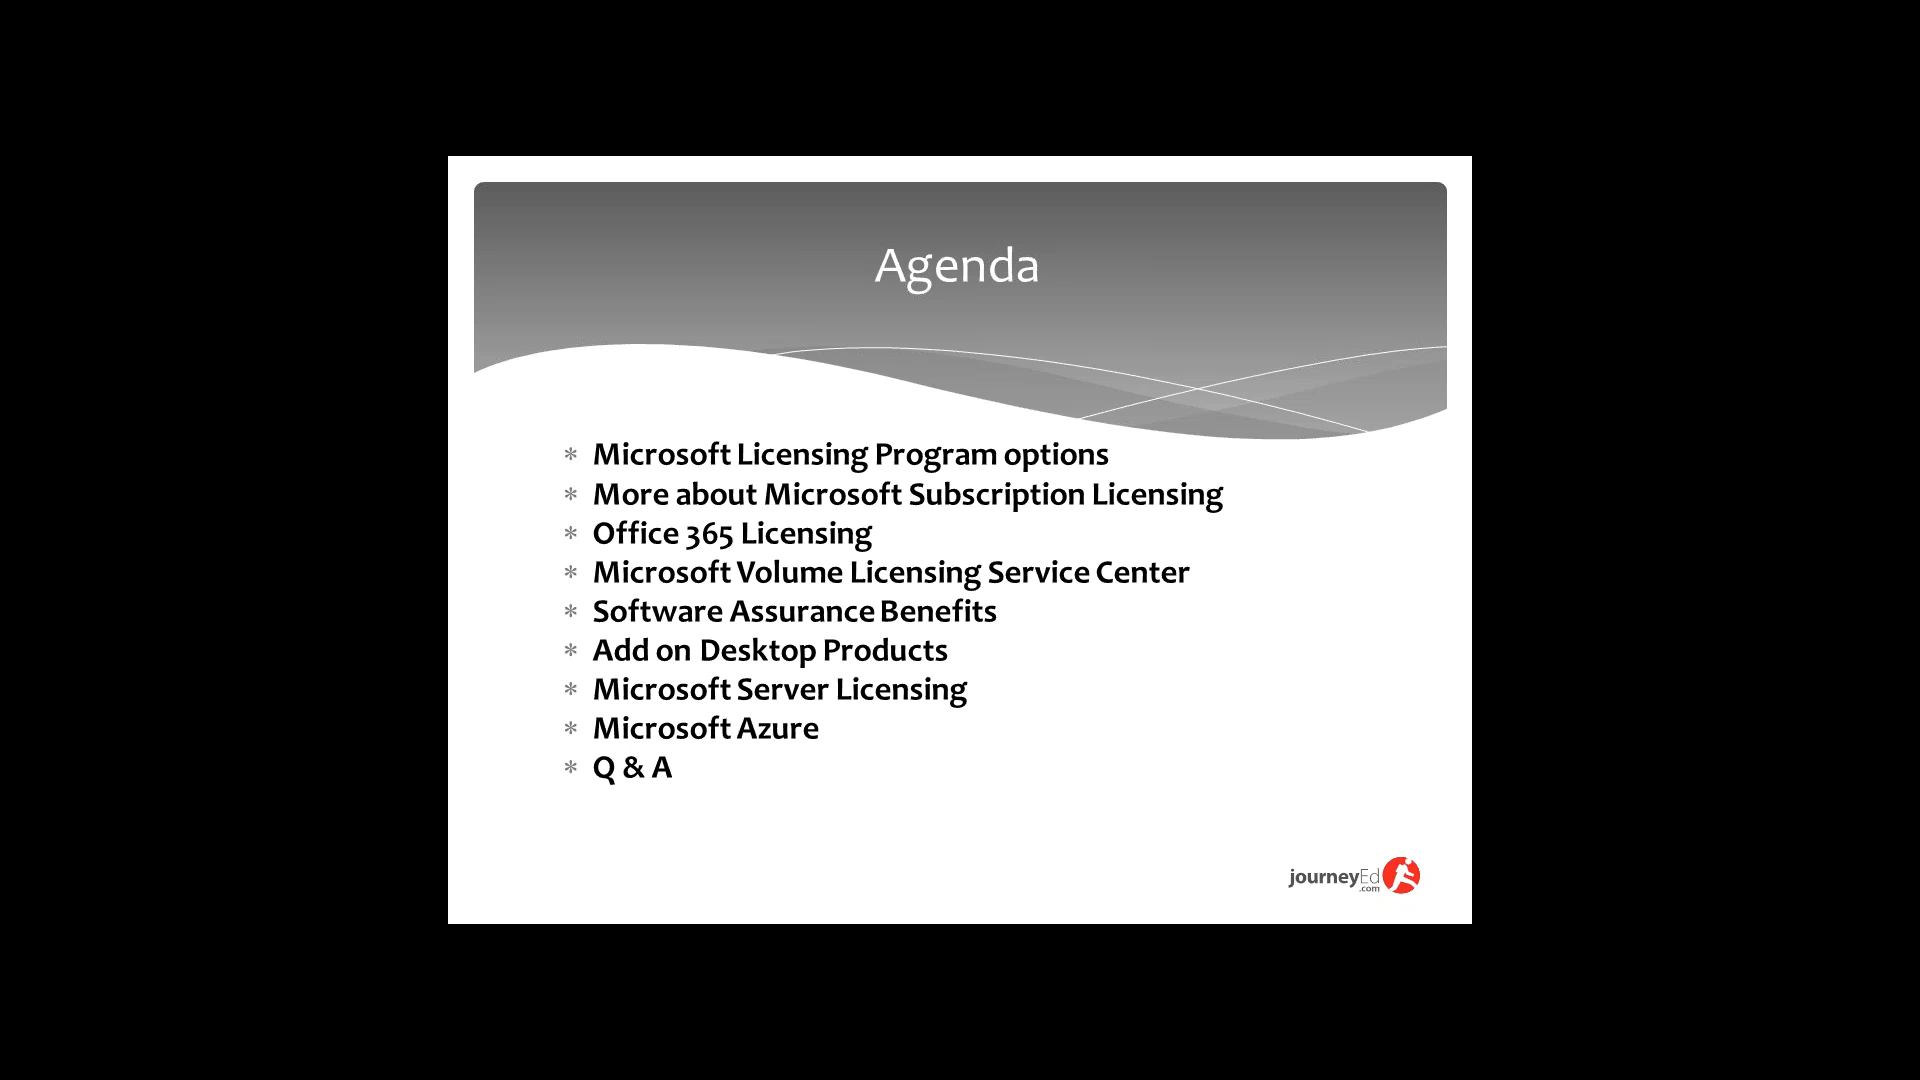 Agenda
* Microsoft Licensing Program options
* More about Microsoft Subscription Licensing
* Office 365 Licensing
* Microsoft Volume Licensing Service Center
* Software Assurance Benefits
* Add on Desktop Products
* Microsoft Server Licensing
* Microsoft Azure
* Q & A
journeyEd
.com